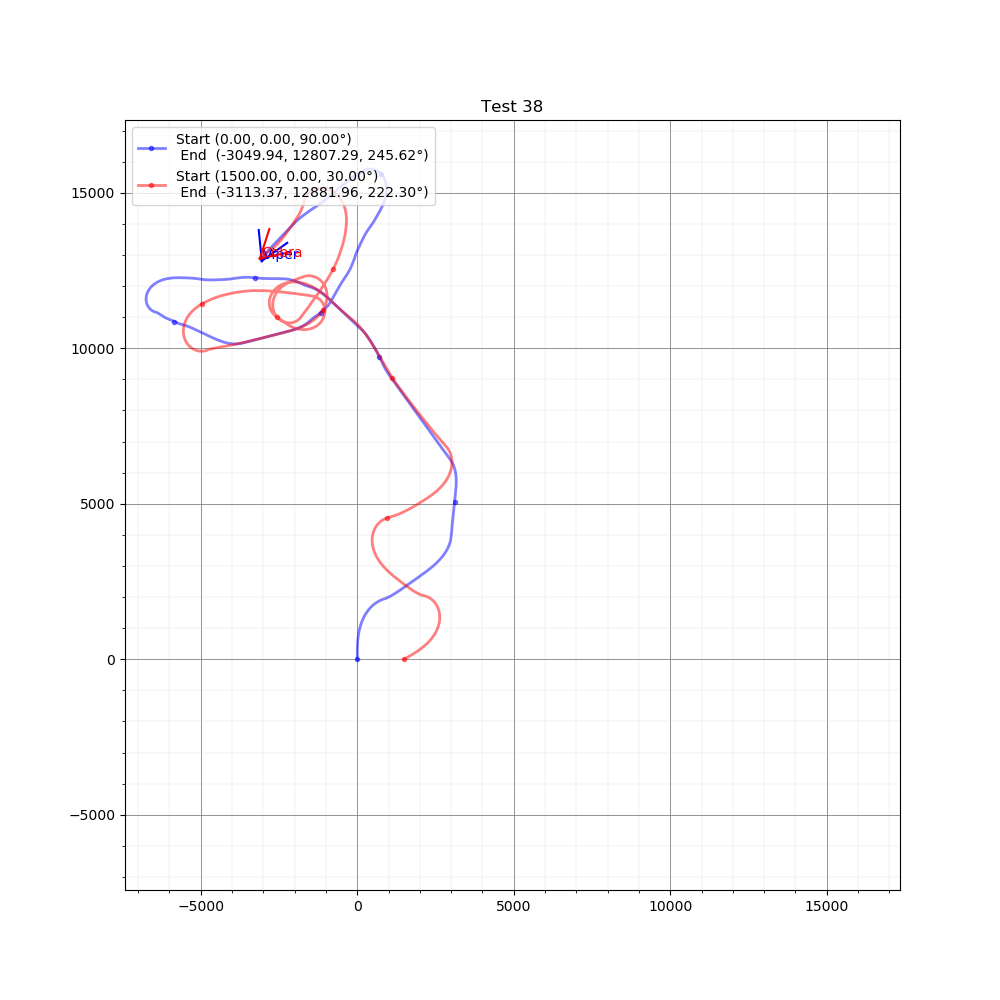 Test 38
Start (0.00, 0.00, 90.00°)
End (-3049.94, 12807.29, 245.62°)
Start (1500.00, 0.00, 30.00°)
End (-3113.37, 12881.96, 222.30°)
15000
10000
5000
0
−5000
−5000 0 5000 10000 15000